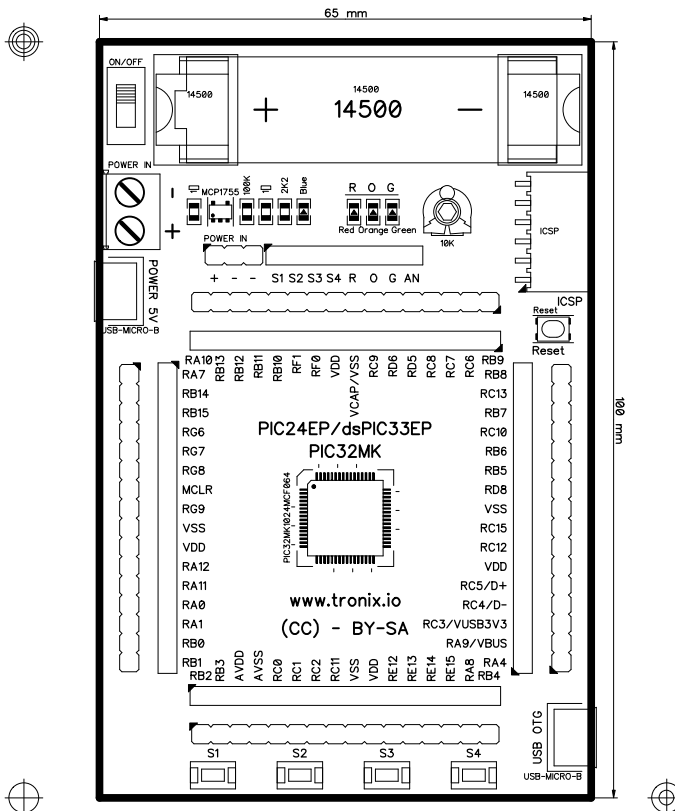 65 mm
ON/OFF
14500
14500
+ 14500 -
14500
POWER IN
-
+
1
MCP1755
100K
1
2K2
Blue
R O G
Red Orange Green
10K
ICSP
POWER IN
+ - - S1 S2 S3 S4 R O G AN
POWER 5V
USB-MICRO-B
ICSP
Reset
Reset
RA10
RB13
RB12
RB11
RB10
RF1
RF0
VDD
VCAP/VSS
RC9
RD6
RD5
RC8
RC7
RC6
RB9
RA7
RB14
RB15
RG6
RG7
RG8
MCLR
RG9
VSS
VDD
RA12
RA11
RA0
RA1
RB0
RB1
RB8
RC13
RB7
RC10
RB6
RB5
RD8
VSS
RC15
RC12
VDD
RC5/D+
RC4/D-
RC3/VUSB3V3
RA9/VBUS
RA4
100 mm
PIC24EP/dsPIC33EP
PIC32MK
PIC32MK1024MCF064
www.tronix.io
(CC) - BY-SA
RB2
RB3
AVDD
AVSS
RC0
RC1
RC2
RC11
VSS
VDD
RE12
RE13
RE14
RE15
RA8
RB4
S1 S2 S3 S4
USB OTG
USB-MICRO-B